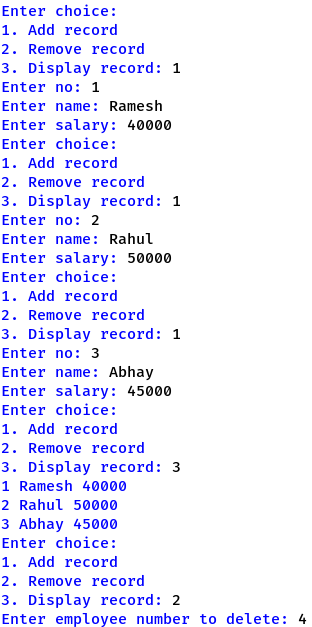 Enter choice:
1. Add record
2. Remove record
3. Display record: 1
Enter no: 1
Enter name: Ramesh
Enter salary: 40000
Enter choice:
1. Add record
2. Remove record
3. Display record: 1
Enter no: 2
Enter name: Rahul
Enter salary: 50000
Enter choice:
1. Add record
2. Remove record
3. Display record: 1
Enter no: 3
Enter name: Abhay
Enter salary: 45000
Enter choice:
1. Add record
2. Remove record
3. Display record: 3
1 Ramesh 40000
2 Rahul 50000
3 Abhay 45000
Enter choice:
1. Add record
2. Remove record
3. Display record: 2
Enter employee number to delete: 4